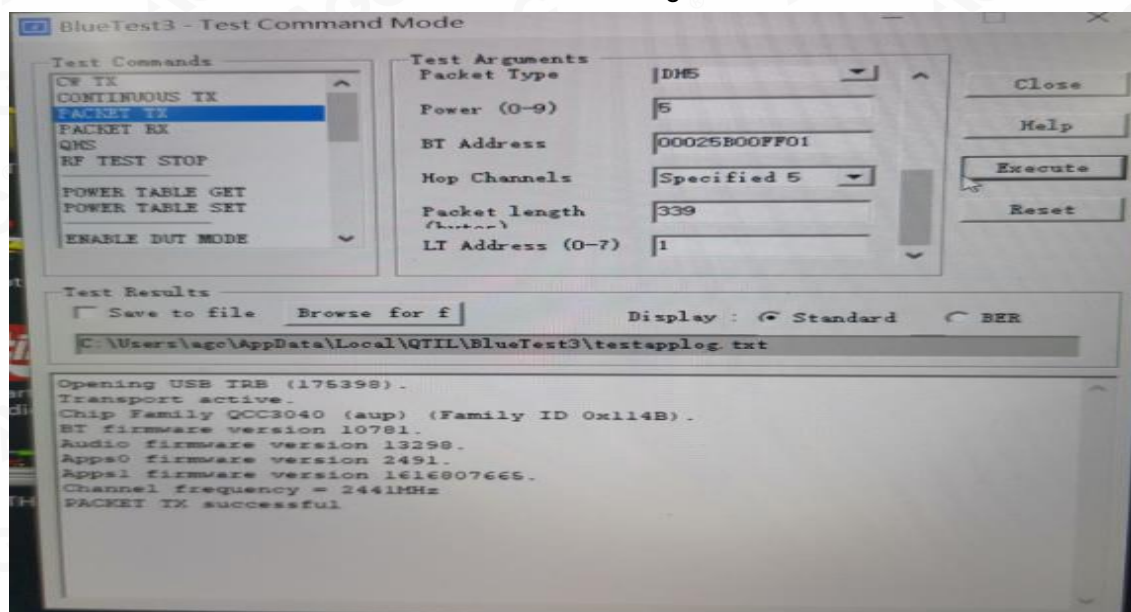 BlueTest3 - Test Command Mode
Test Commands
CW TX
CONTINUOUS TX
PACKET TX
PACKET RX
QHS
RF TEST STOP
POWER TABLE GET
POWER TABLE SET
ENABLE DUT MODE
Test Arguments
Packet Type DH5
Power (0-9) 5
BT Address 00025B00FF01
Hop Channels Specified 5
Packet length 339
LT Address (0-7) 1
Close
Help
Execute
Reset
Test Results
Save to file Browse for f Display : Standard BER
C:\Users\agc\AppData\Local\QTIL\BlueTest3\testapplog.txt
Opening USB TRB (175398).
Transport active.
Chip Family QCC3040 (aup) (Family ID 0x114B).
BT firmware version 10781.
Audio firmware version 13298.
Apps0 firmware version 2491.
Apps1 firmware version 1616807665.
Channel frequency = 2441MHz
PACKET TX successful